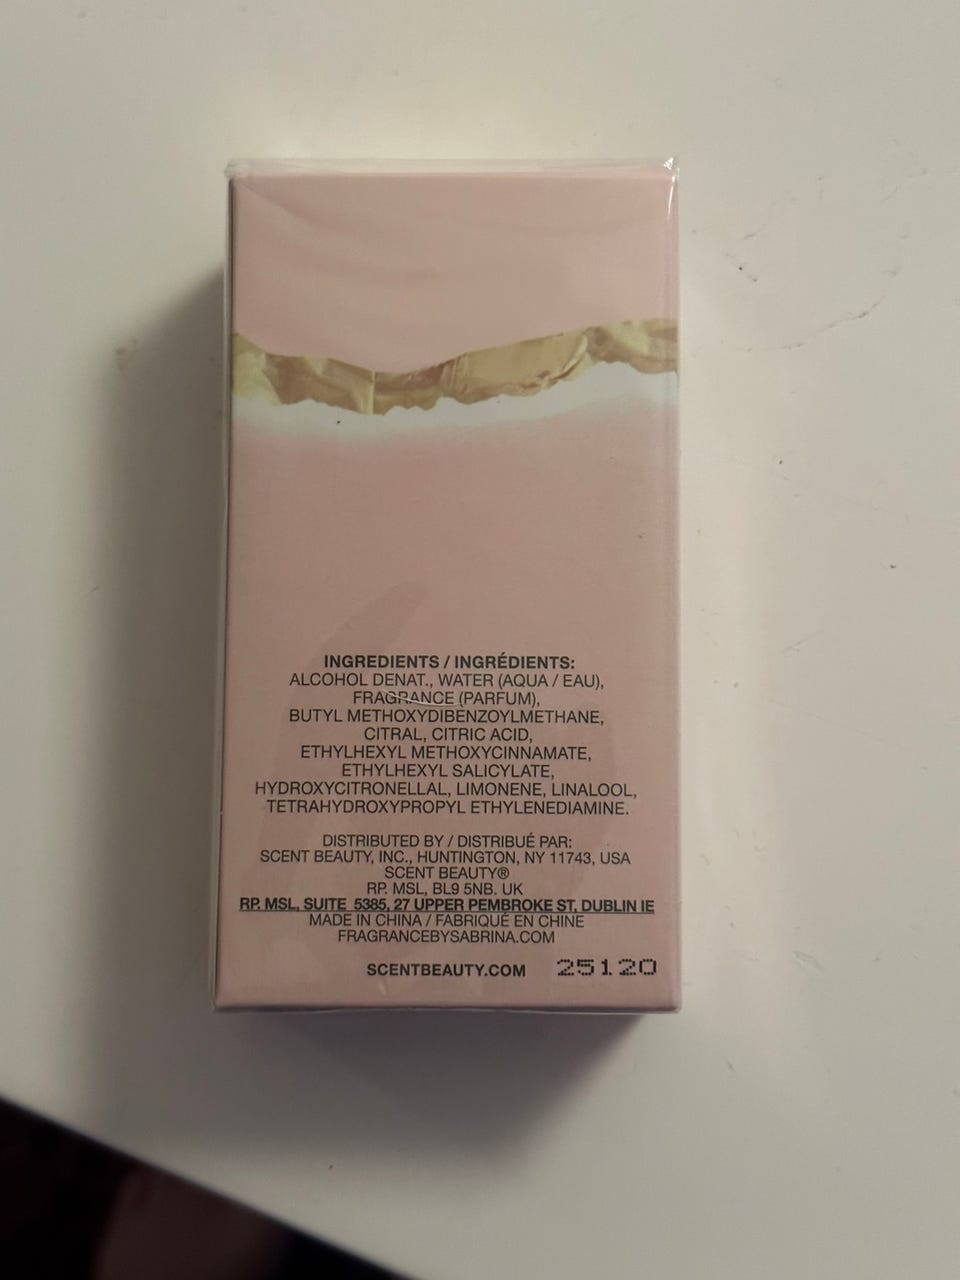 INGREDIENTS / INGRÉDIENTS:
ALCOHOL DENAT., WATER (AQUA / EAU),
FRAGRANCE (PARFUM),
BUTYL METHOXYDIBENZOYLMETHANE,
CITRAL, CITRIC ACID,
ETHYLHEXYL METHOXYCINNAMATE,
ETHYLHEXYL SALICYLATE,
HYDROXYCITRONELLAL, LIMONENE, LINALOOL,
TETRAHYDROXYPROPYL ETHYLENEDIAMINE.
DISTRIBUTED BY / DISTRIBUÉ PAR:
SCENT BEAUTY, INC., HUNTINGTON, NY 11743, USA
SCENT BEAUTY®
RP. MSL, BL9 5NB. UK
RP. MSL, SUITE 5385, 27 UPPER PEMBROKE ST, DUBLIN IE
MADE IN CHINA / FABRIQUÉ EN CHINE
FRAGRANCEBYSABRINA.COM
SCENTBEAUTY.COM 25120